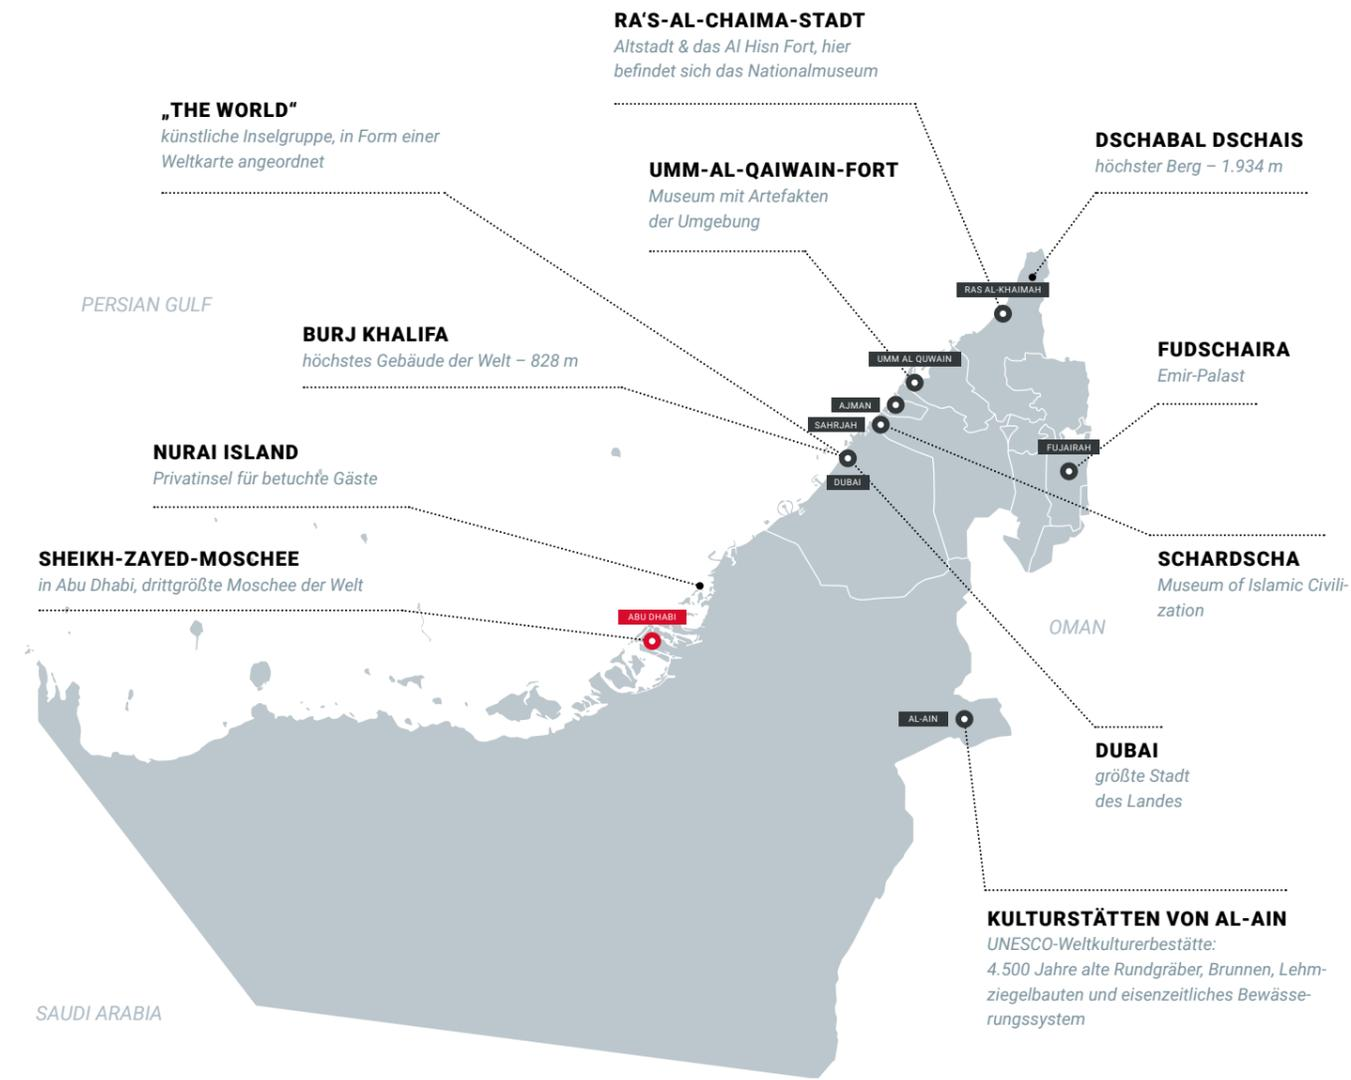 RA‘S-AL-CHAIMA-STADT
Altstadt & das Al Hisn Fort, hier
befindet sich das Nationalmuseum
„THE WORLD“
künstliche Inselgruppe, in Form einer
Weltkarte angeordnet
DSCHABAL DSCHAIS
höchster Berg – 1.934 m
UMM-AL-QAIWAIN-FORT
Museum mit Artefakten
der Umgebung
RAS AL-KHAIMAH
PERSIAN GULF
BURJ KHALIFA
höchstes Gebäude der Welt – 828 m
FUDSCHAIRA
Emir-Palast
UMM AL QUWAIN
AJMAN
SAHRJAH
FUJAIRAH
DUBAI
NURAI ISLAND
Privatinsel für betuchte Gäste
SHEIKH-ZAYED-MOSCHEE
in Abu Dhabi, drittgrößte Moschee der Welt
SCHARDSCHA
Museum of Islamic Civili-
zation
ABU DHABI
OMAN
AL-AIN
DUBAI
größte Stadt
des Landes
KULTURSTÄTTEN VON AL-AIN
UNESCO-Weltkulturerbestätte:
4.500 Jahre alte Rundgräber, Brunnen, Lehm-
ziegelbauten und eisenzeitliches Bewässe-
rungssystem
SAUDI ARABIA